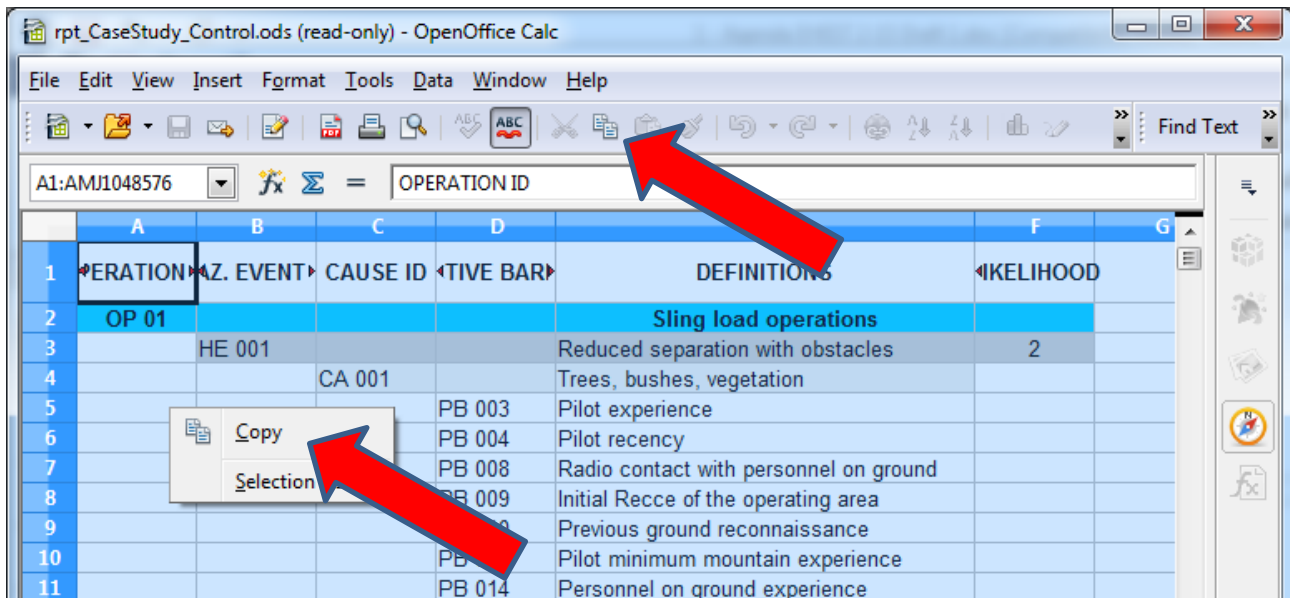 rpt_CaseStudy_Control.ods (read-only) - OpenOffice Calc
File Edit View Insert Format Tools Data Window Help
PDF ABC ABC Find Text
A1:AMJ1048576 OPERATION ID
A B C D F G
1 PERATION AZ. EVENT CAUSE ID TIVE BAR DEFINITIONS IKELIHOOD
2 OP 01 Sling load operations
3 HE 001 Reduced separation with obstacles 2
4 CA 001 Trees, bushes, vegetation
5 PB 003 Pilot experience
6 Copy PB 004 Pilot recency
7 PB 008 Radio contact with personnel on ground
8 Selection PB 009 Initial Recce of the operating area
9 Previous ground reconnaissance
10 PB Pilot minimum mountain experience
11 PB 014 Personnel on ground experience